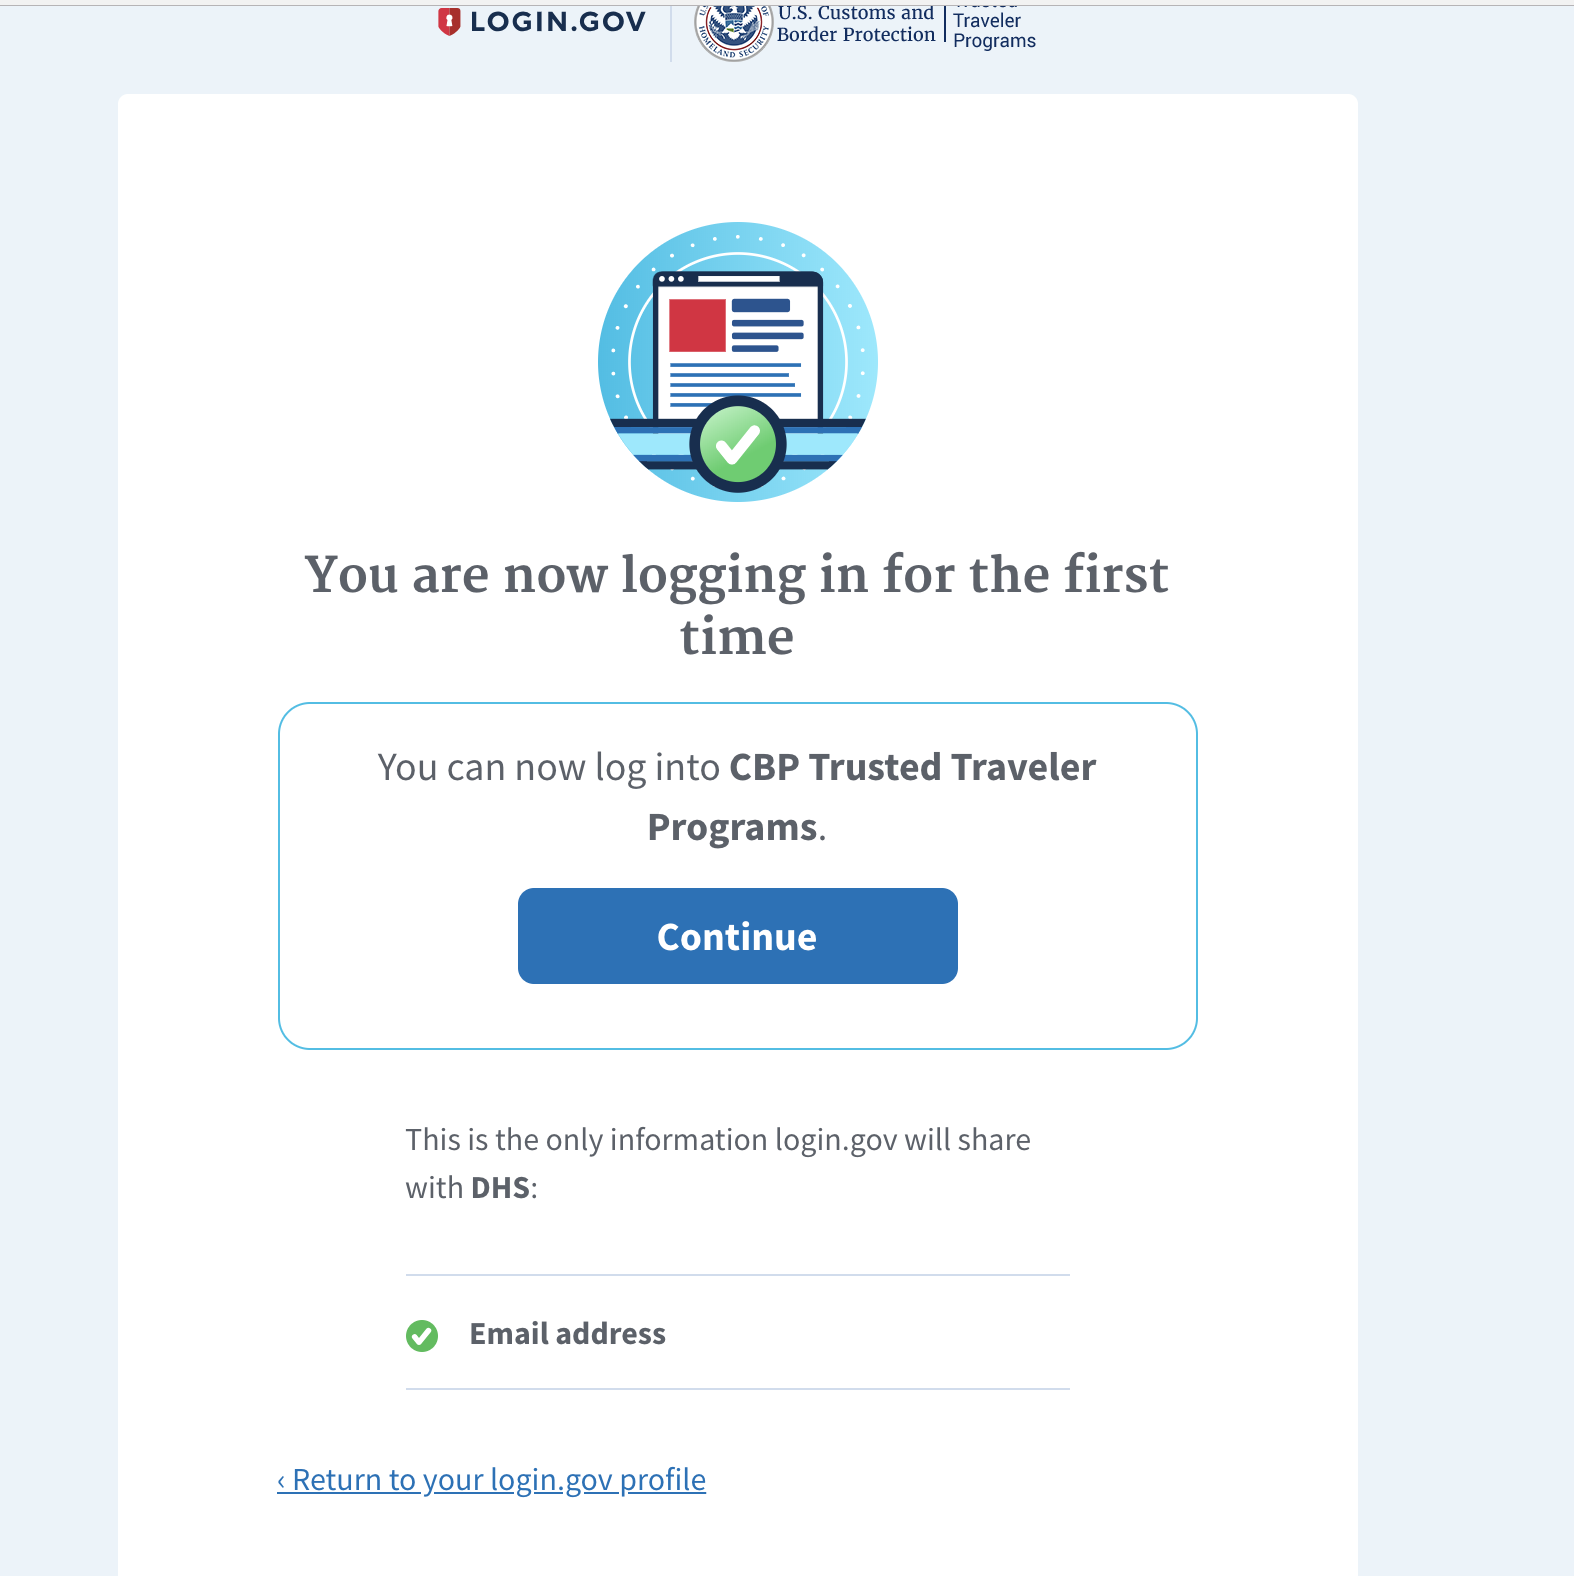 LOGIN.GOV
U.S. Customs and
Border Protection
Traveler
Programs
HOMELAND SECURITY
You are now logging in for the first
time
You can now log into CBP Trusted Traveler
Programs.
Continue
This is the only information login.gov will share
with DHS:
Email address
‹ Return to your login.gov profile